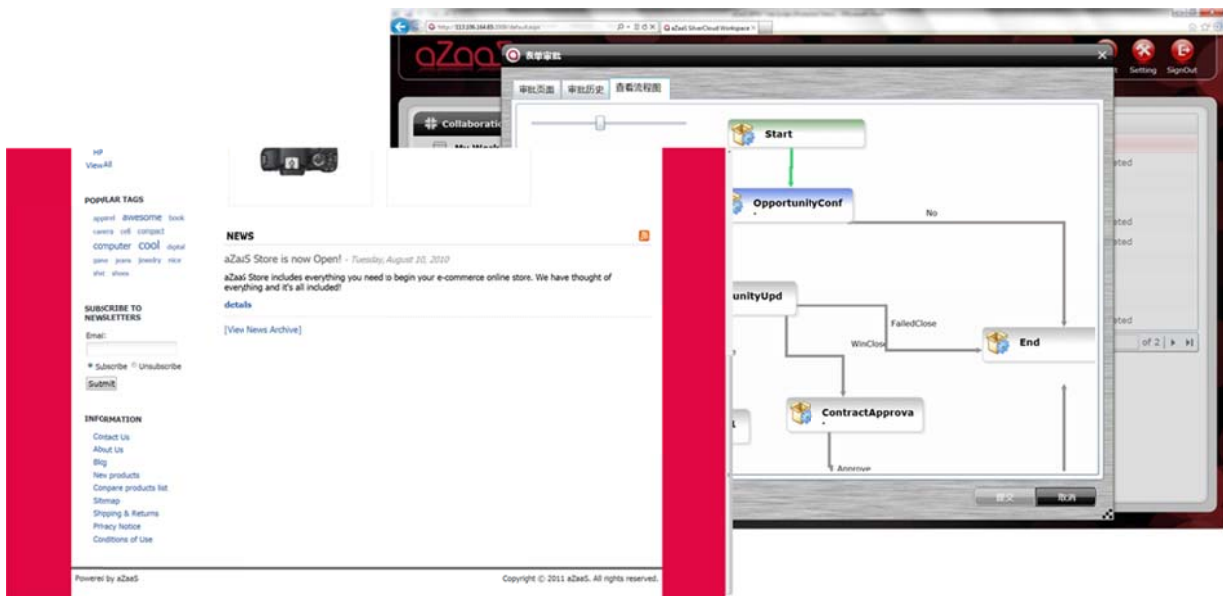 aZaaS SilverCloud Workspace
aZaaS
表单审批
Setting
SignOut
审批页面
审批历史
查看流程图
Start
OpportunityConf
No
unityUpd
FailedClose
WinClose
End
ContractApprova
Approve
of 2
提交
取消
View All
POPULAR TAGS
apparel awesome book
camera cell compact
computer cool digital
game jeans jewelry nice
shirt shoes
SUBSCRIBE TO
NEWSLETTERS
Email:
Subscribe Unsubscribe
Submit
INFORMATION
Contact Us
About Us
Blog
New products
Compare products list
Sitemap
Shipping & Returns
Privacy Notice
Conditions of Use
NEWS
aZaaS Store is now Open! - Tuesday, August 10, 2010
aZaaS Store includes everything you need to begin your e-commerce online store. We have thought of
everything and it's all included!
details
[View News Archive]
Powered by aZaaS
Copyright © 2011 aZaaS. All rights reserved.